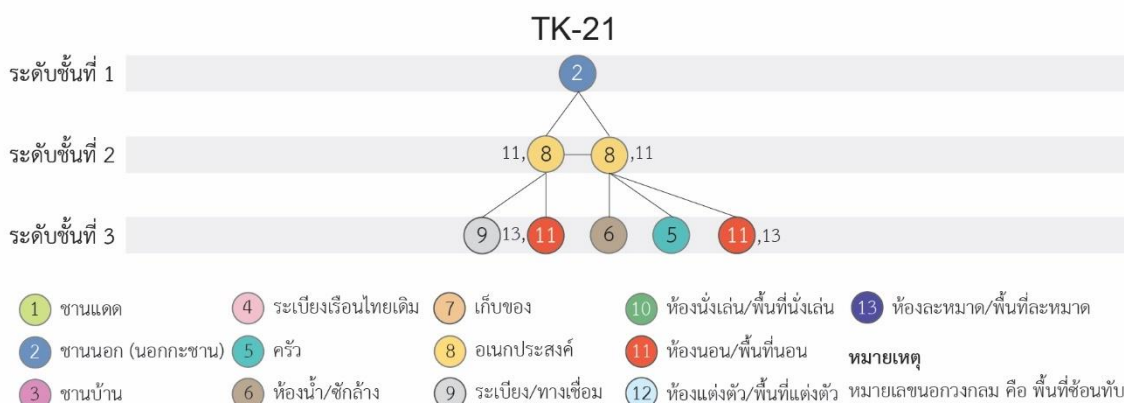 TK-21
ระดับชั้นที่ 1
2
ระดับชั้นที่ 2
11, 8 8 ,11
ระดับชั้นที่ 3
9 13, 11 6 5 11 ,13
1 ชานแดด 4 ระเบียงเรือนไทยเดิม 7 เก็บของ 10 ห้องนั่งเล่น/พื้นที่นั่งเล่น 13 ห้องละหมาด/พื้นที่ละหมาด
2 ชานนอก (นอกกะชาน) 5 ครัว 8 อเนกประสงค์ 11 ห้องนอน/พื้นที่นอน หมายเหตุ
3 ชานบ้าน 6 ห้องน้ำ/ซักล้าง 9 ระเบียง/ทางเชื่อม 12 ห้องแต่งตัว/พื้นที่แต่งตัว หมายเลขนอกวงกลม คือ พื้นที่ซ้อนทับ